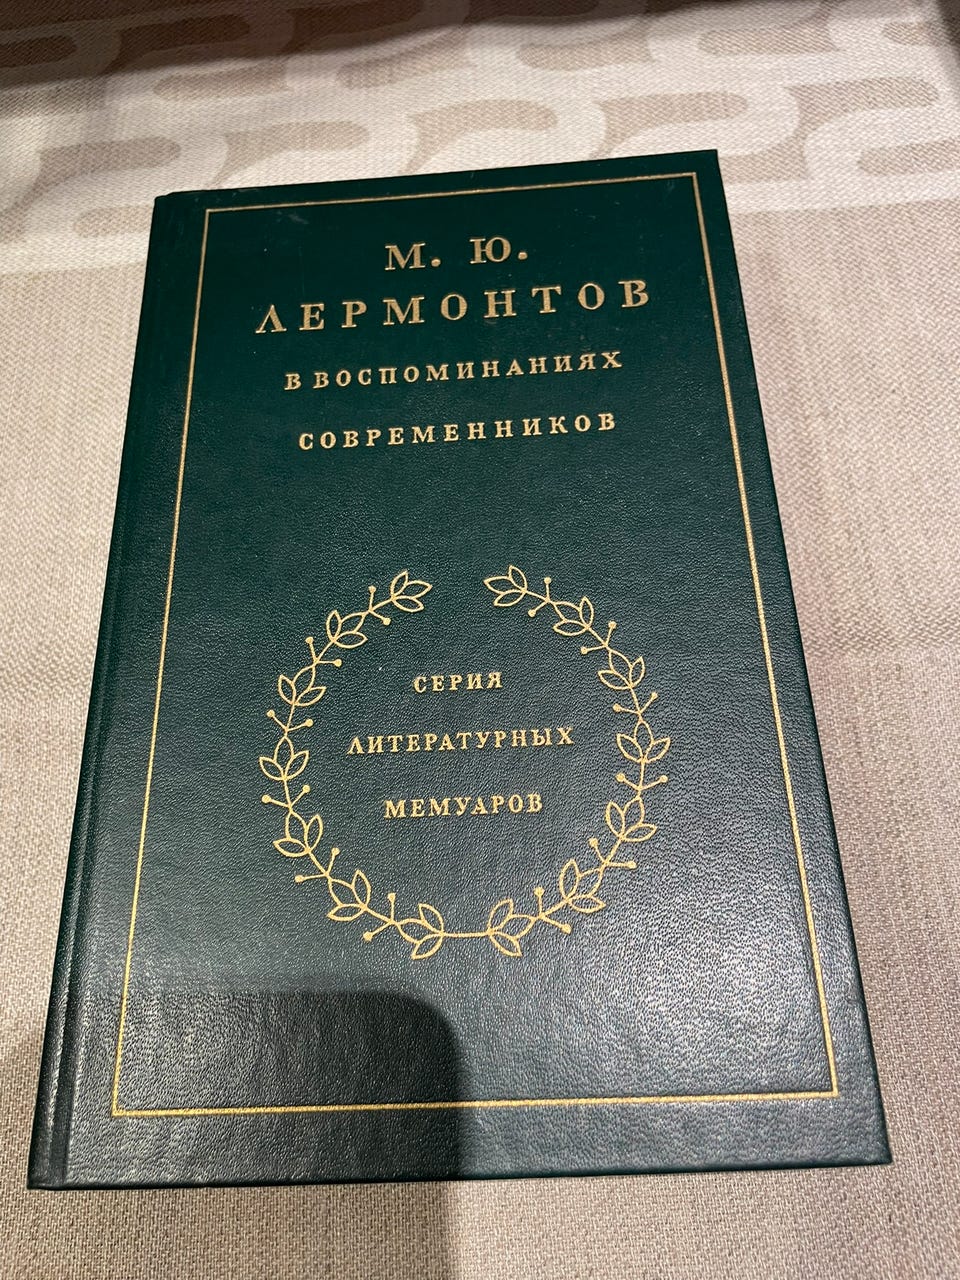 М. Ю.
ЛЕРМОНТОВ
В ВОСПОМИНАНИЯХ
СОВРЕМЕННИКОВ
СЕРИЯ
ЛИТЕРАТУРНЫХ
МЕМУАРОВ